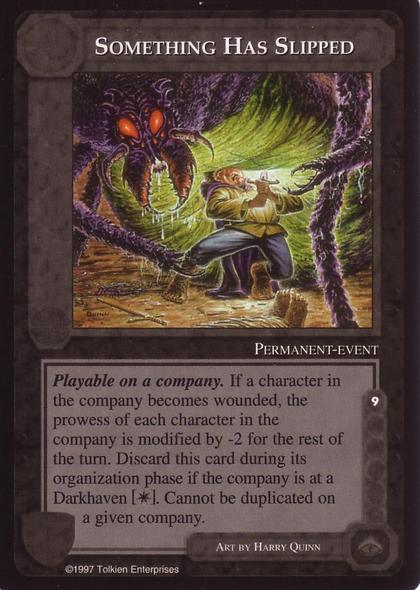 SOMETHING HAS SLIPPED
QUINN
PERMANENT-EVENT
Playable on a company. If a character in
the company becomes wounded, the
prowess of each character in the
company is modified by -2 for the rest of
the turn. Discard this card during its
organization phase if the company is at a
Darkhaven [☀]. Cannot be duplicated on
a given company.
9
ART BY HARRY QUINN
©1997 Tolkien Enterprises